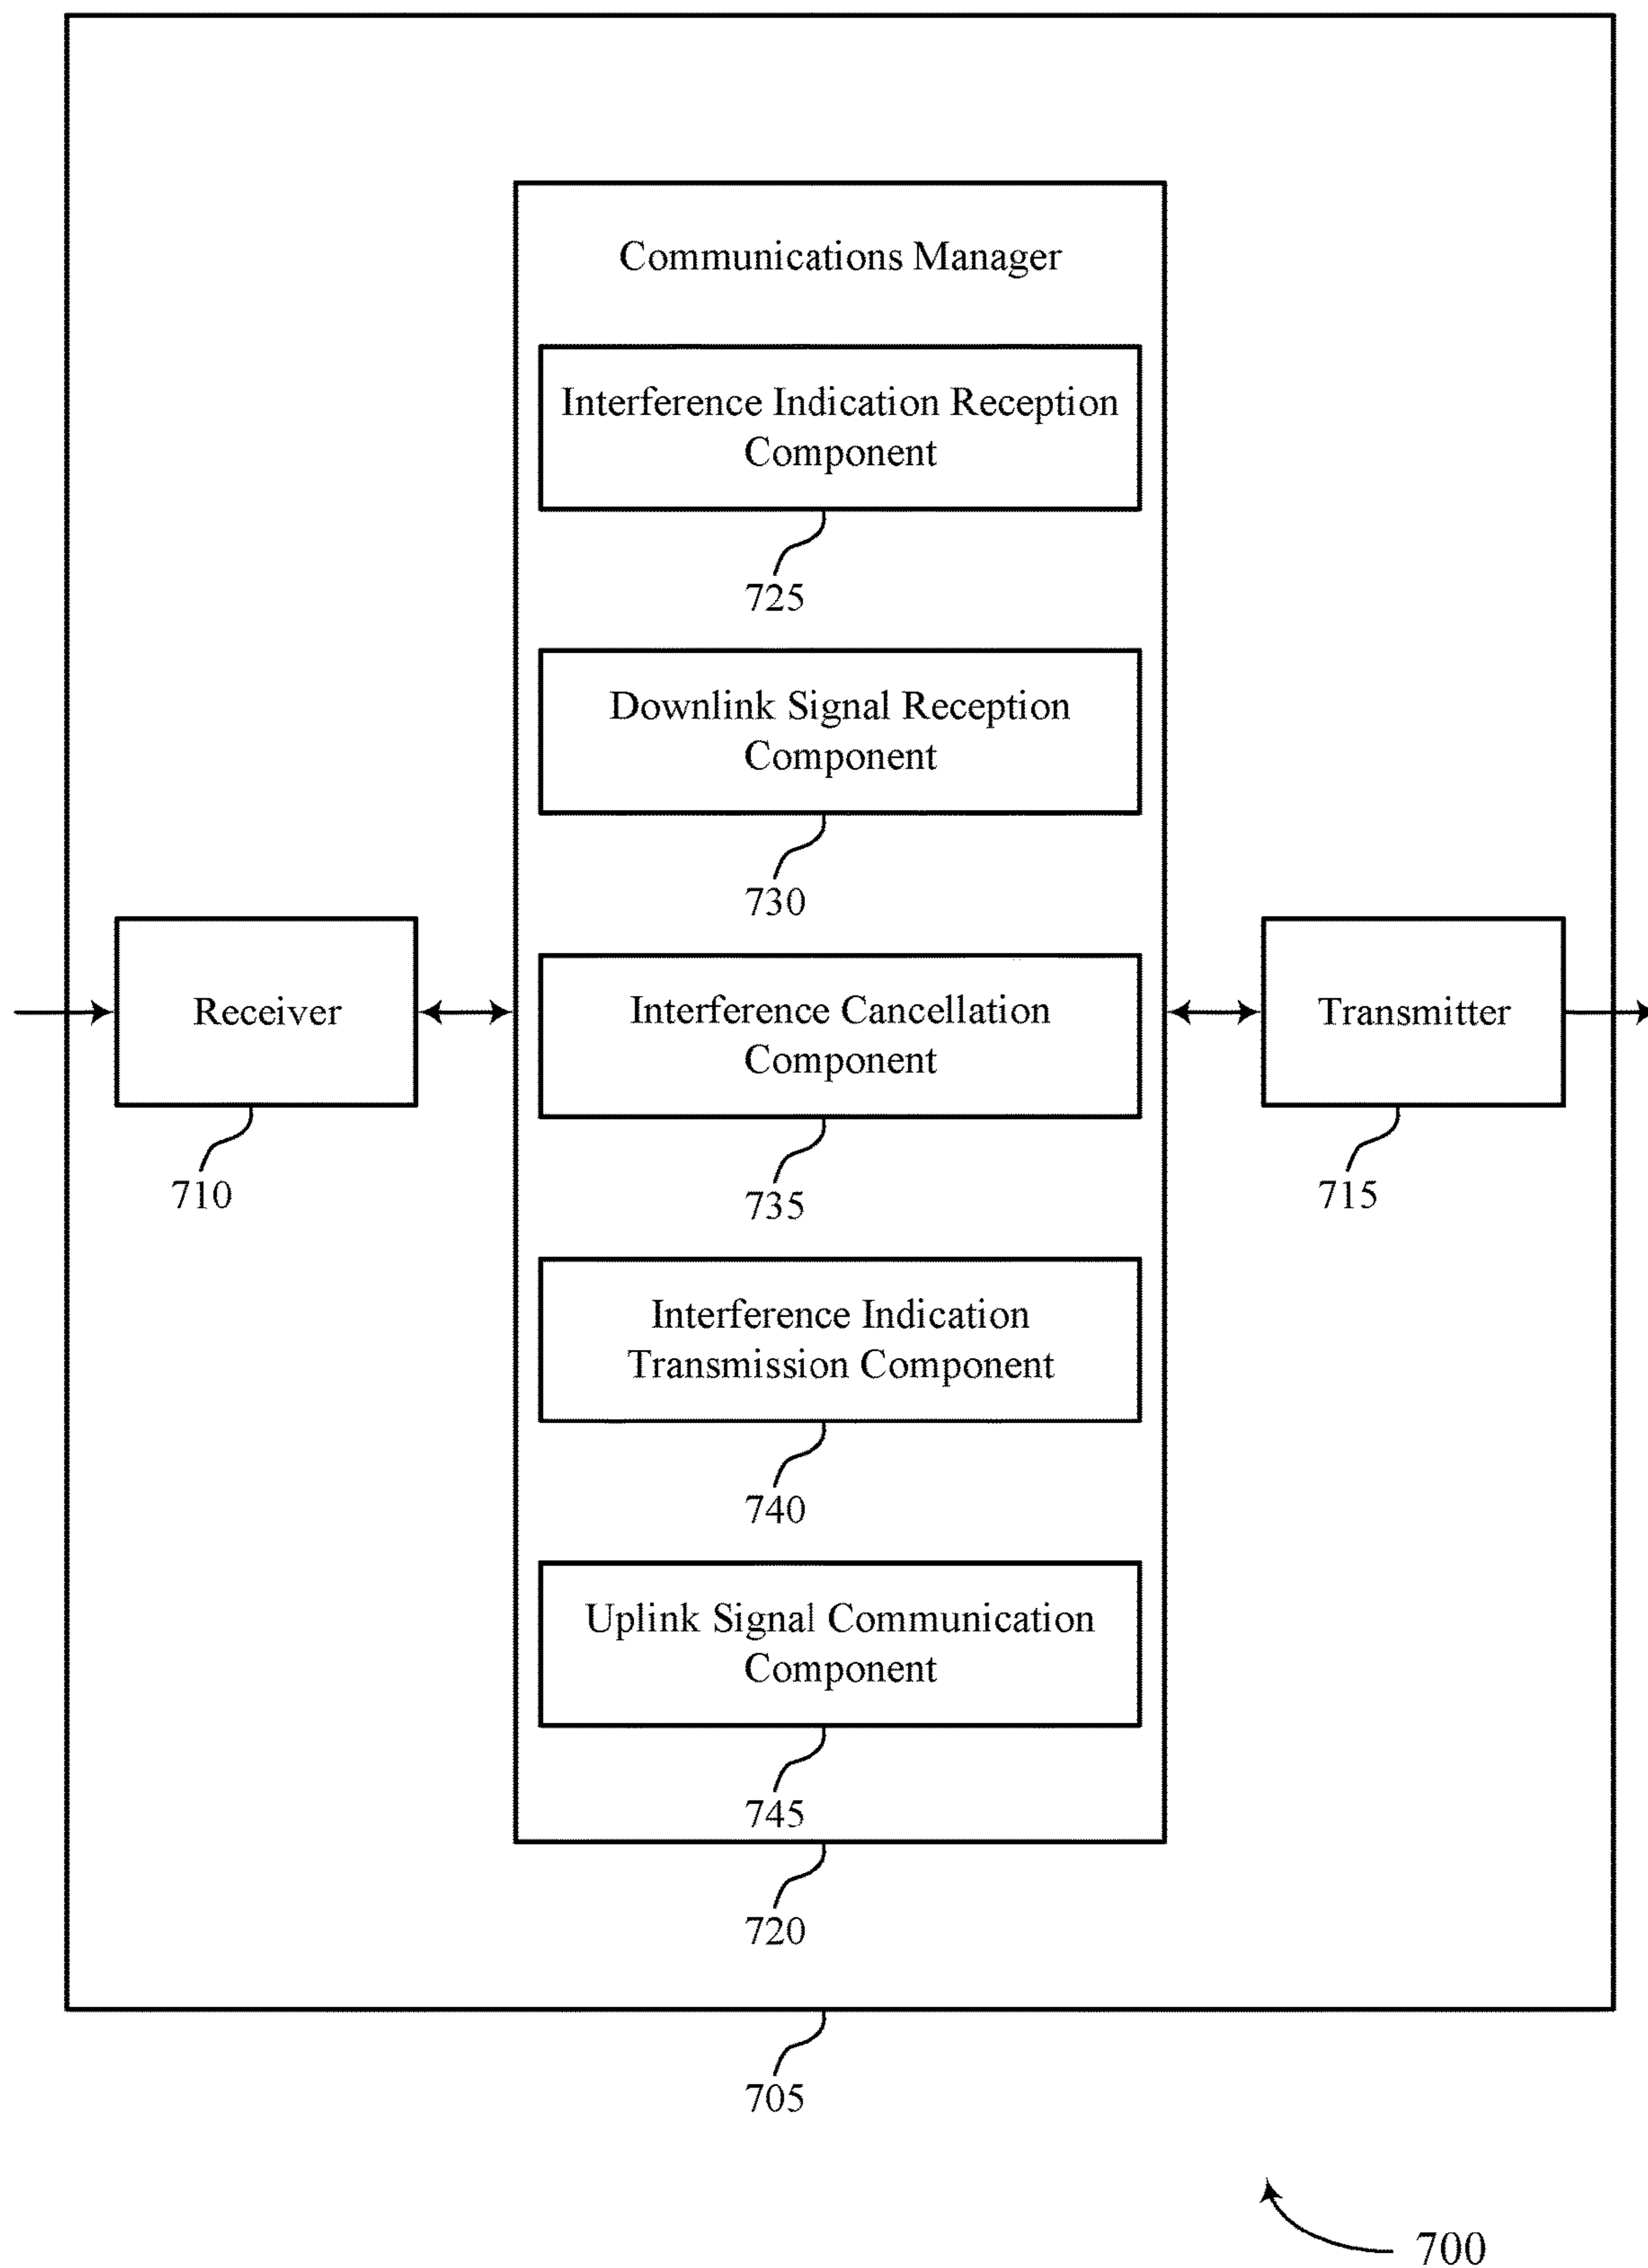 Communications Manager
Interference Indication Reception
Component
725
Downlink Signal Reception
Component
730
Receiver
710
Interference Cancellation
Component
735
Transmitter
715
Interference Indication
Transmission Component
740
Uplink Signal Communication
Component
745
720
705
700